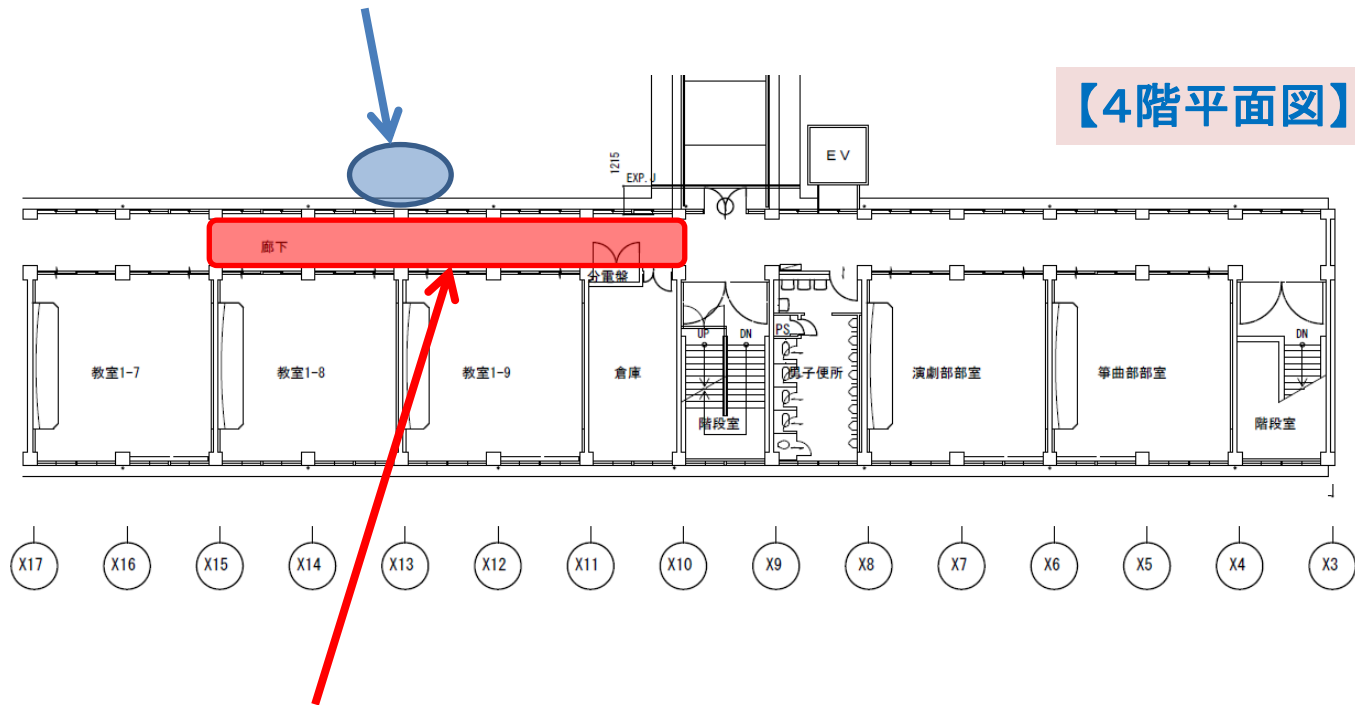 【4階平面図】
EV
1215
EXP.J
廊下
分電盤
UP
DN
PS
DN
教室1-7
教室1-8
教室1-9
倉庫
男子便所
演劇部部室
箏曲部部室
階段室
階段室
X17
X16
X15
X14
X13
X12
X11
X10
X9
X8
X7
X6
X5
X4
X3